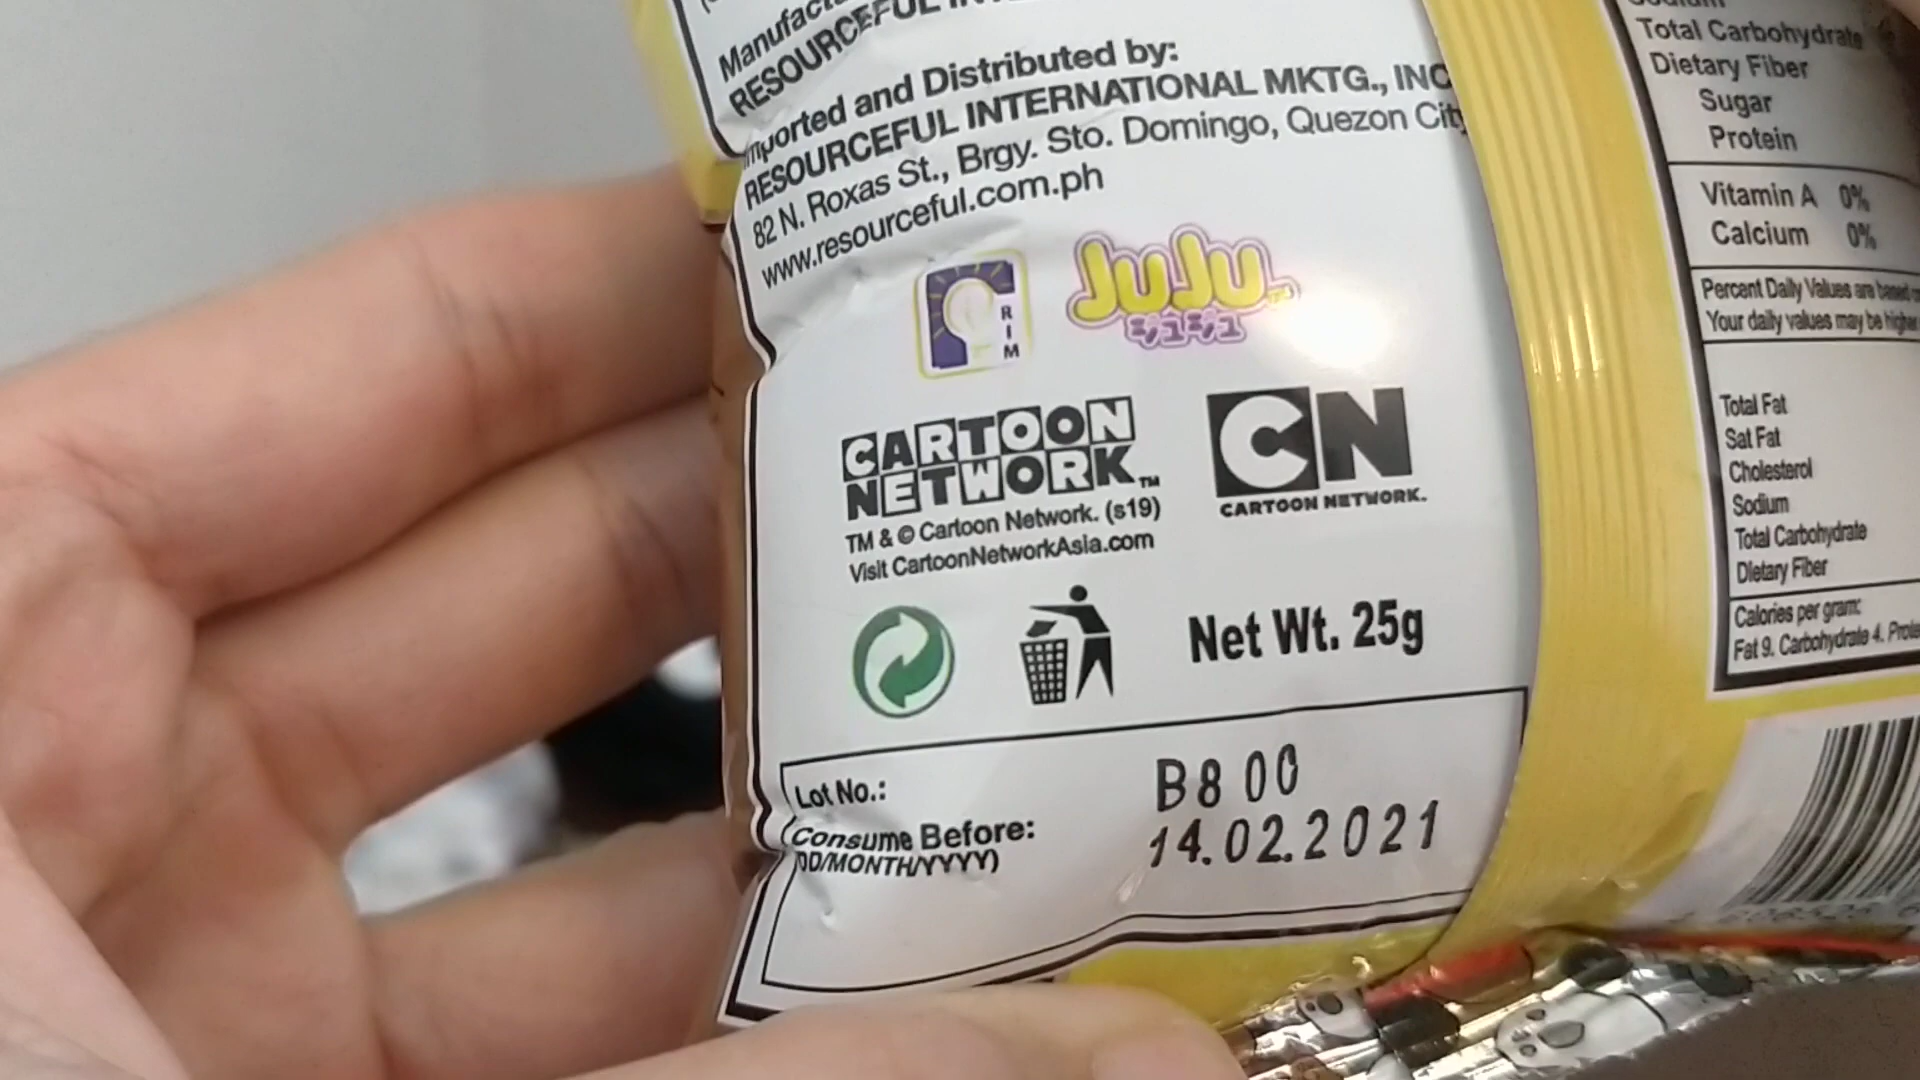 RESOURCEFUL
Imported and Distributed by:
RESOURCEFUL INTERNATIONAL MKTG., INC
82 N. Roxas St., Brgy. Sto. Domingo, Quezon City
www.resourceful.com.ph
RIM
JuJu
ジュジュ
CARTOON
NETWORK™
CN
CARTOON NETWORK.
TM & © Cartoon Network. (s19)
Visit CartoonNetworkAsia.com
Net Wt. 25g
Lot No.: B8 00
Consume Before: 14.02.2021
(DD/MONTH/YYYY)
Sodium
Total Carbohydrate
Dietary Fiber
Sugar
Protein
Vitamin A 0%
Calcium 0%
Percent Daily Values are based
Your daily values may be higher
Total Fat
Sat Fat
Cholesterol
Sodium
Total Carbohydrate
Dietary Fiber
Calories per gram:
Fat 9. Carbohydrate 4.